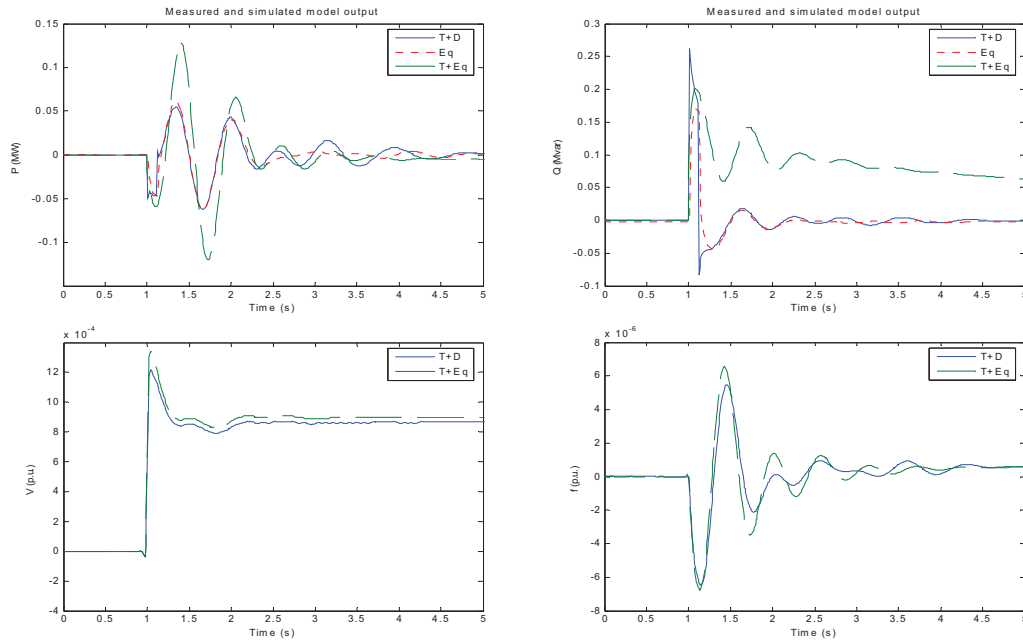 Measured and simulated model output
P (MW)
0.15
0.1
0.05
0
-0.05
-0.1
0 0.5 1 1.5 2 2.5 3 3.5 4 4.5 5
Time (s)
T+D
Eq
T+Eq
Measured and simulated model output
Q (Mvar)
0.3
0.25
0.2
0.15
0.1
0.05
0
-0.05
-0.1
0 0.5 1 1.5 2 2.5 3 3.5 4 4.5 5
Time (s)
T+D
Eq
T+Eq
x 10⁻⁴
V (p.u.)
12
10
8
6
4
2
0
-2
-4
0 0.5 1 1.5 2 2.5 3 3.5 4 4.5 5
Time (s)
T+D
T+Eq
x 10⁻⁶
f (p.u.)
8
6
4
2
0
-2
-4
-6
-8
0 0.5 1 1.5 2 2.5 3 3.5 4 4.5 5
Time (s)
T+D
T+Eq